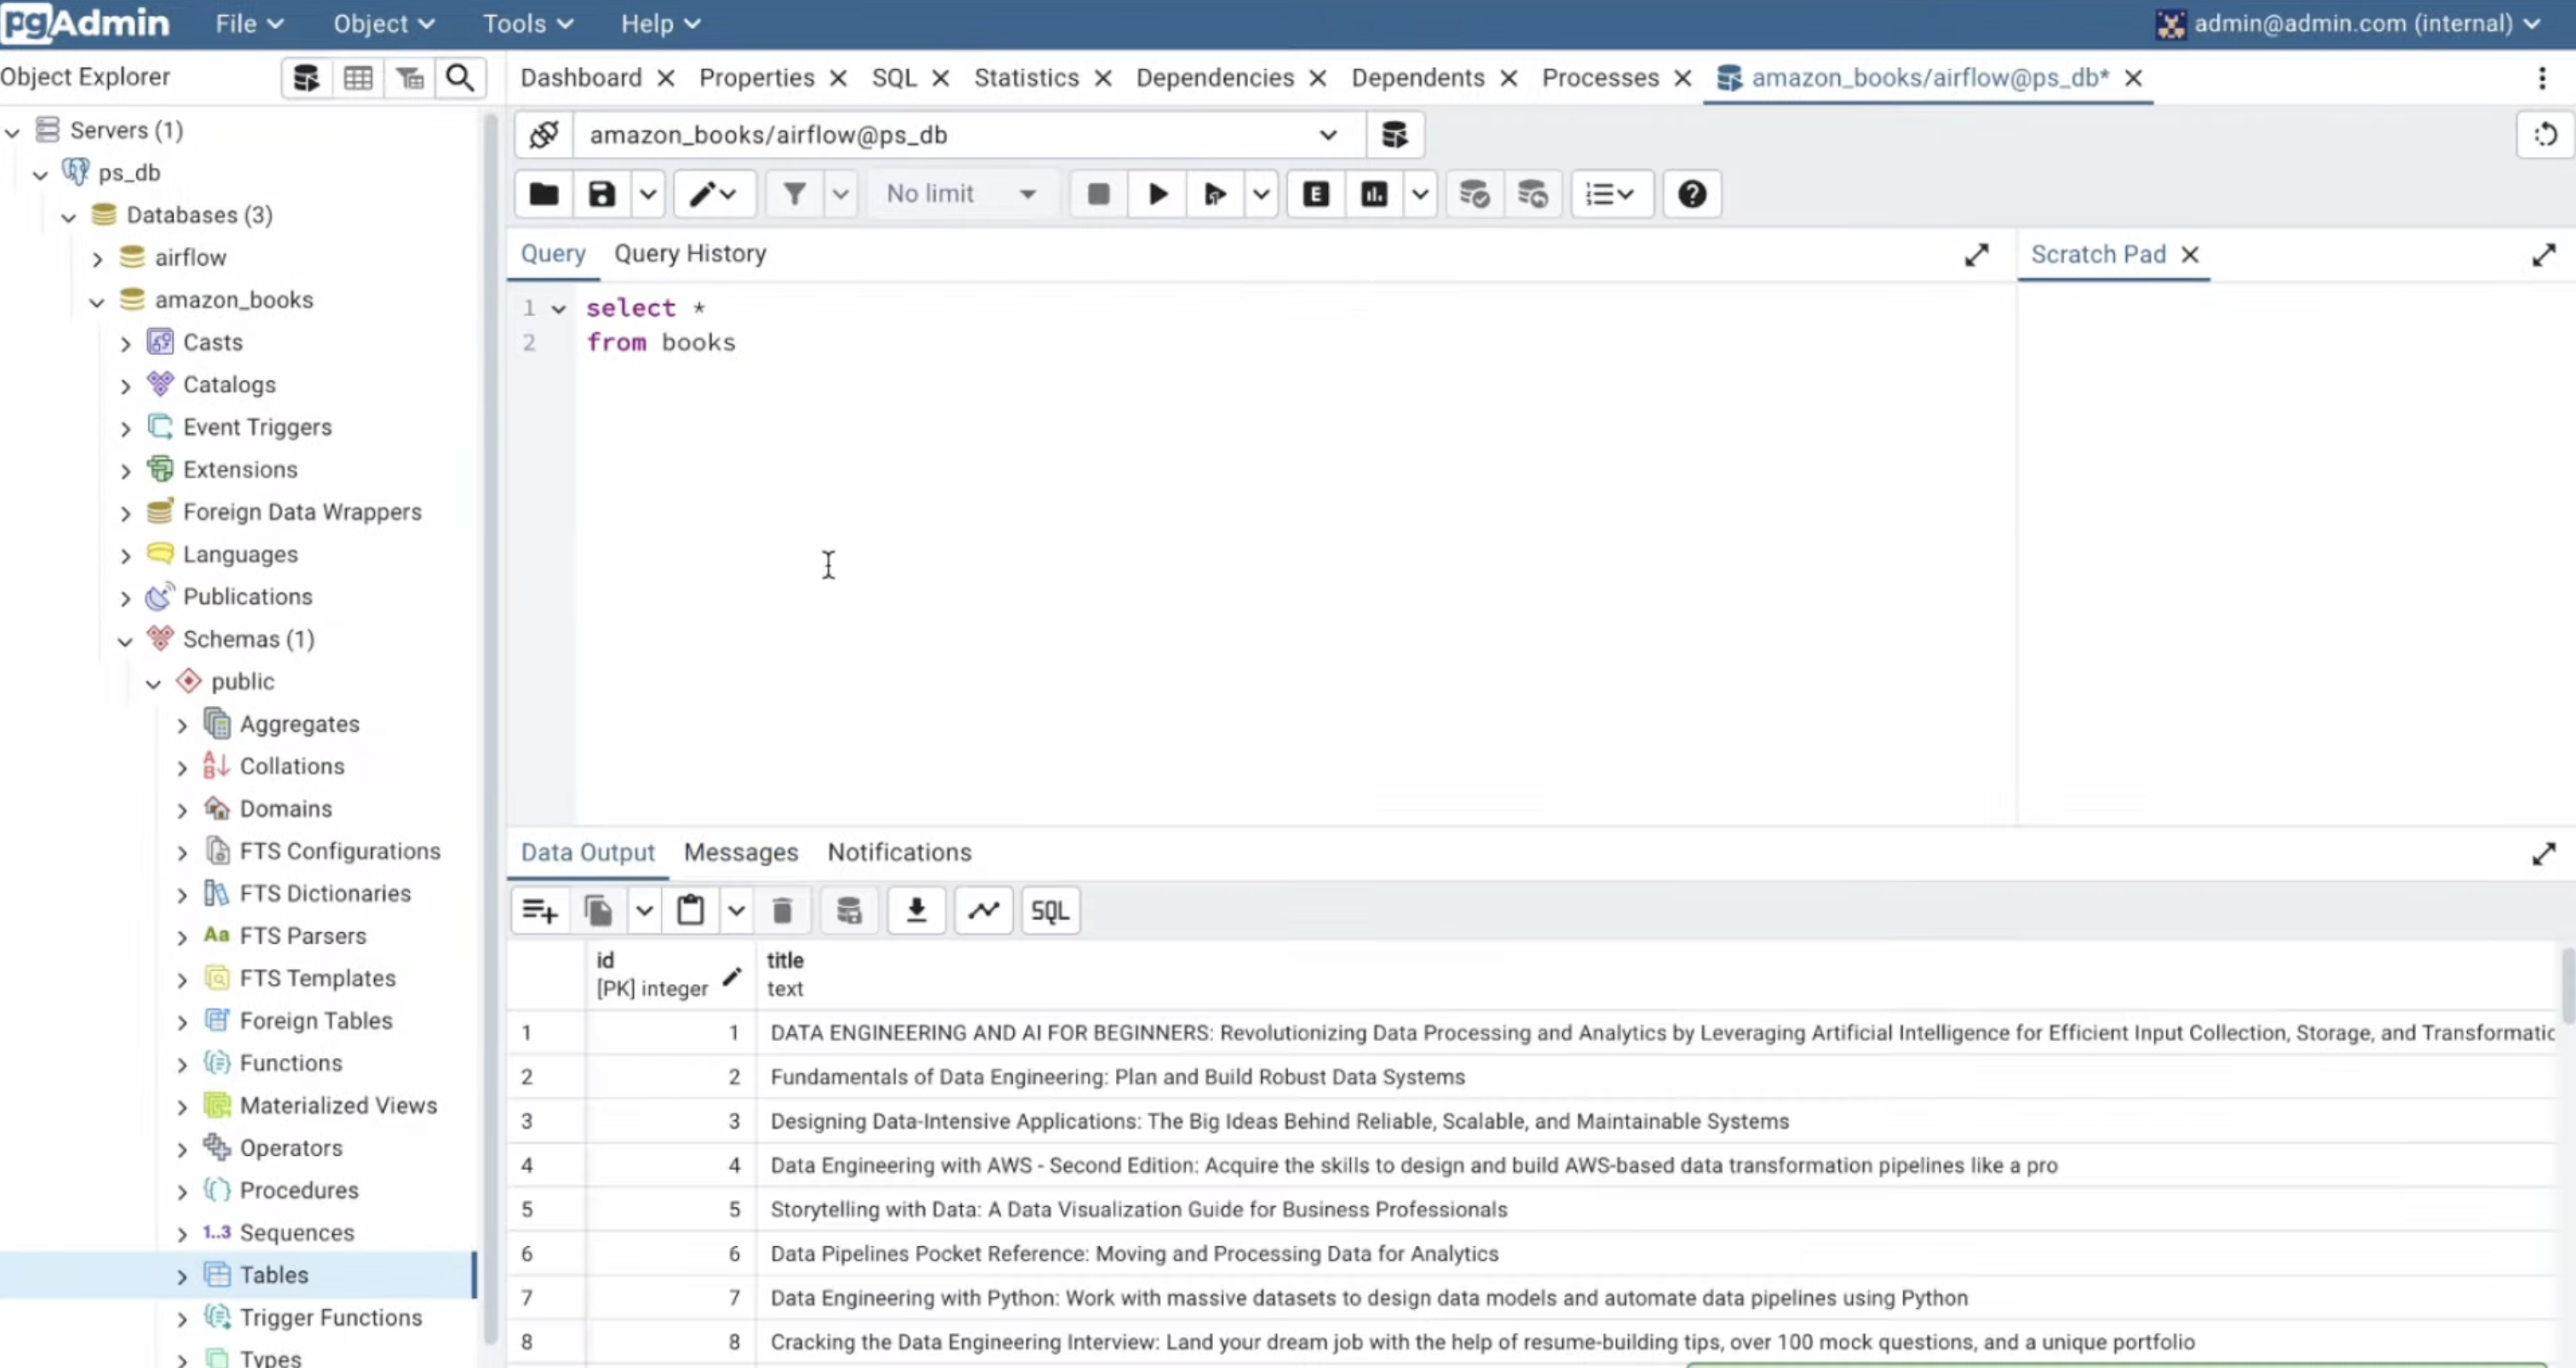 pgAdmin File Object Tools Help admin@admin.com (internal)
Object Explorer
Dashboard Properties SQL Statistics Dependencies Dependents Processes amazon_books/airflow@ps_db*
Servers (1)
ps_db
Databases (3)
airflow
amazon_books
Casts
Catalogs
Event Triggers
Extensions
Foreign Data Wrappers
Languages
Publications
Schemas (1)
public
Aggregates
Collations
Domains
FTS Configurations
FTS Dictionaries
Aa FTS Parsers
FTS Templates
Foreign Tables
Functions
Materialized Views
Operators
Procedures
1..3 Sequences
Tables
Trigger Functions
Types
amazon_books/airflow@ps_db
No limit E
Query Query History
Scratch Pad
1 select *
2 from books
Data Output Messages Notifications
SQL
id title
[PK] integer text
1 1 DATA ENGINEERING AND AI FOR BEGINNERS: Revolutionizing Data Processing and Analytics by Leveraging Artificial Intelligence for Efficient Input Collection, Storage, and
2 2 Fundamentals of Data Engineering: Plan and Build Robust Data Systems
3 3 Designing Data-Intensive Applications: The Big Ideas Behind Reliable, Scalable, and Maintainable Systems
4 4 Data Engineering with AWS - Second Edition: Acquire the skills to design and build AWS-based data transformation pipelines like a pro
5 5 Storytelling with Data: A Data Visualization Guide for Business Professionals
6 6 Data Pipelines Pocket Reference: Moving and Processing Data for Analytics
7 7 Data Engineering with Python: Work with massive datasets to design data models and automate data pipelines using Python
8 8 Cracking the Data Engineering Interview: Land your dream job with the help of resume-building tips, over 100 mock questions, and a unique portfolio